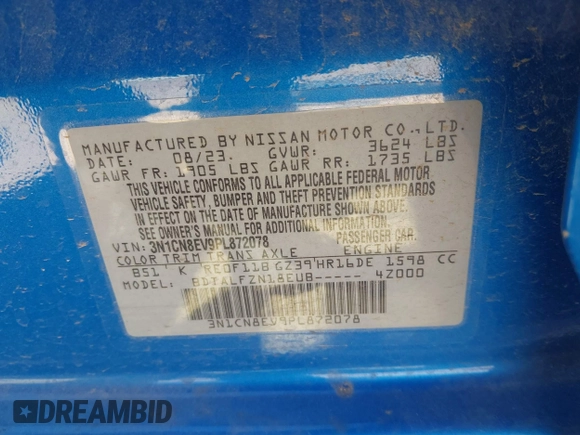 MANUFACTURED BY NISSAN MOTOR CO.,LTD.
DATE: 08/23. GVWR: 3624 LBS
GAWR FR: 1905 LBS GAWR RR: 1735 LBS
THIS VEHICLE CONFORMS TO ALL APPLICABLE FEDERAL MOTOR
VEHICLE SAFETY, BUMPER AND THEFT PREVENTION STANDARDS
IN EFFECT ON THE DATE OF MANUFACTURE SHOWN ABOVE.
SEE OWNER'S MANUAL FOR ADDITIONAL INFORMATION
VIN: 3N1CN8EV9PL872078 PASSENGER CAR.
COLOR TRIM TRANS AXLE ENGINE
B51 K RE0F11B GZ39 HR16DE 1598 CC
MODEL: BDTALFZN18EUB----- 4Z000
3N1CN8EV9PL872078
DREAMBID